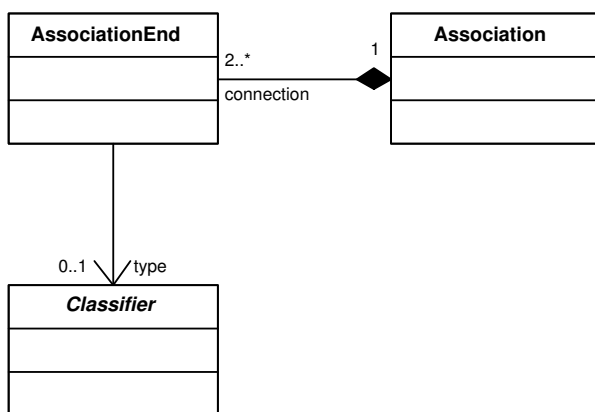 AssociationEnd
Association
1
2..*
connection
0..1
type
Classifier